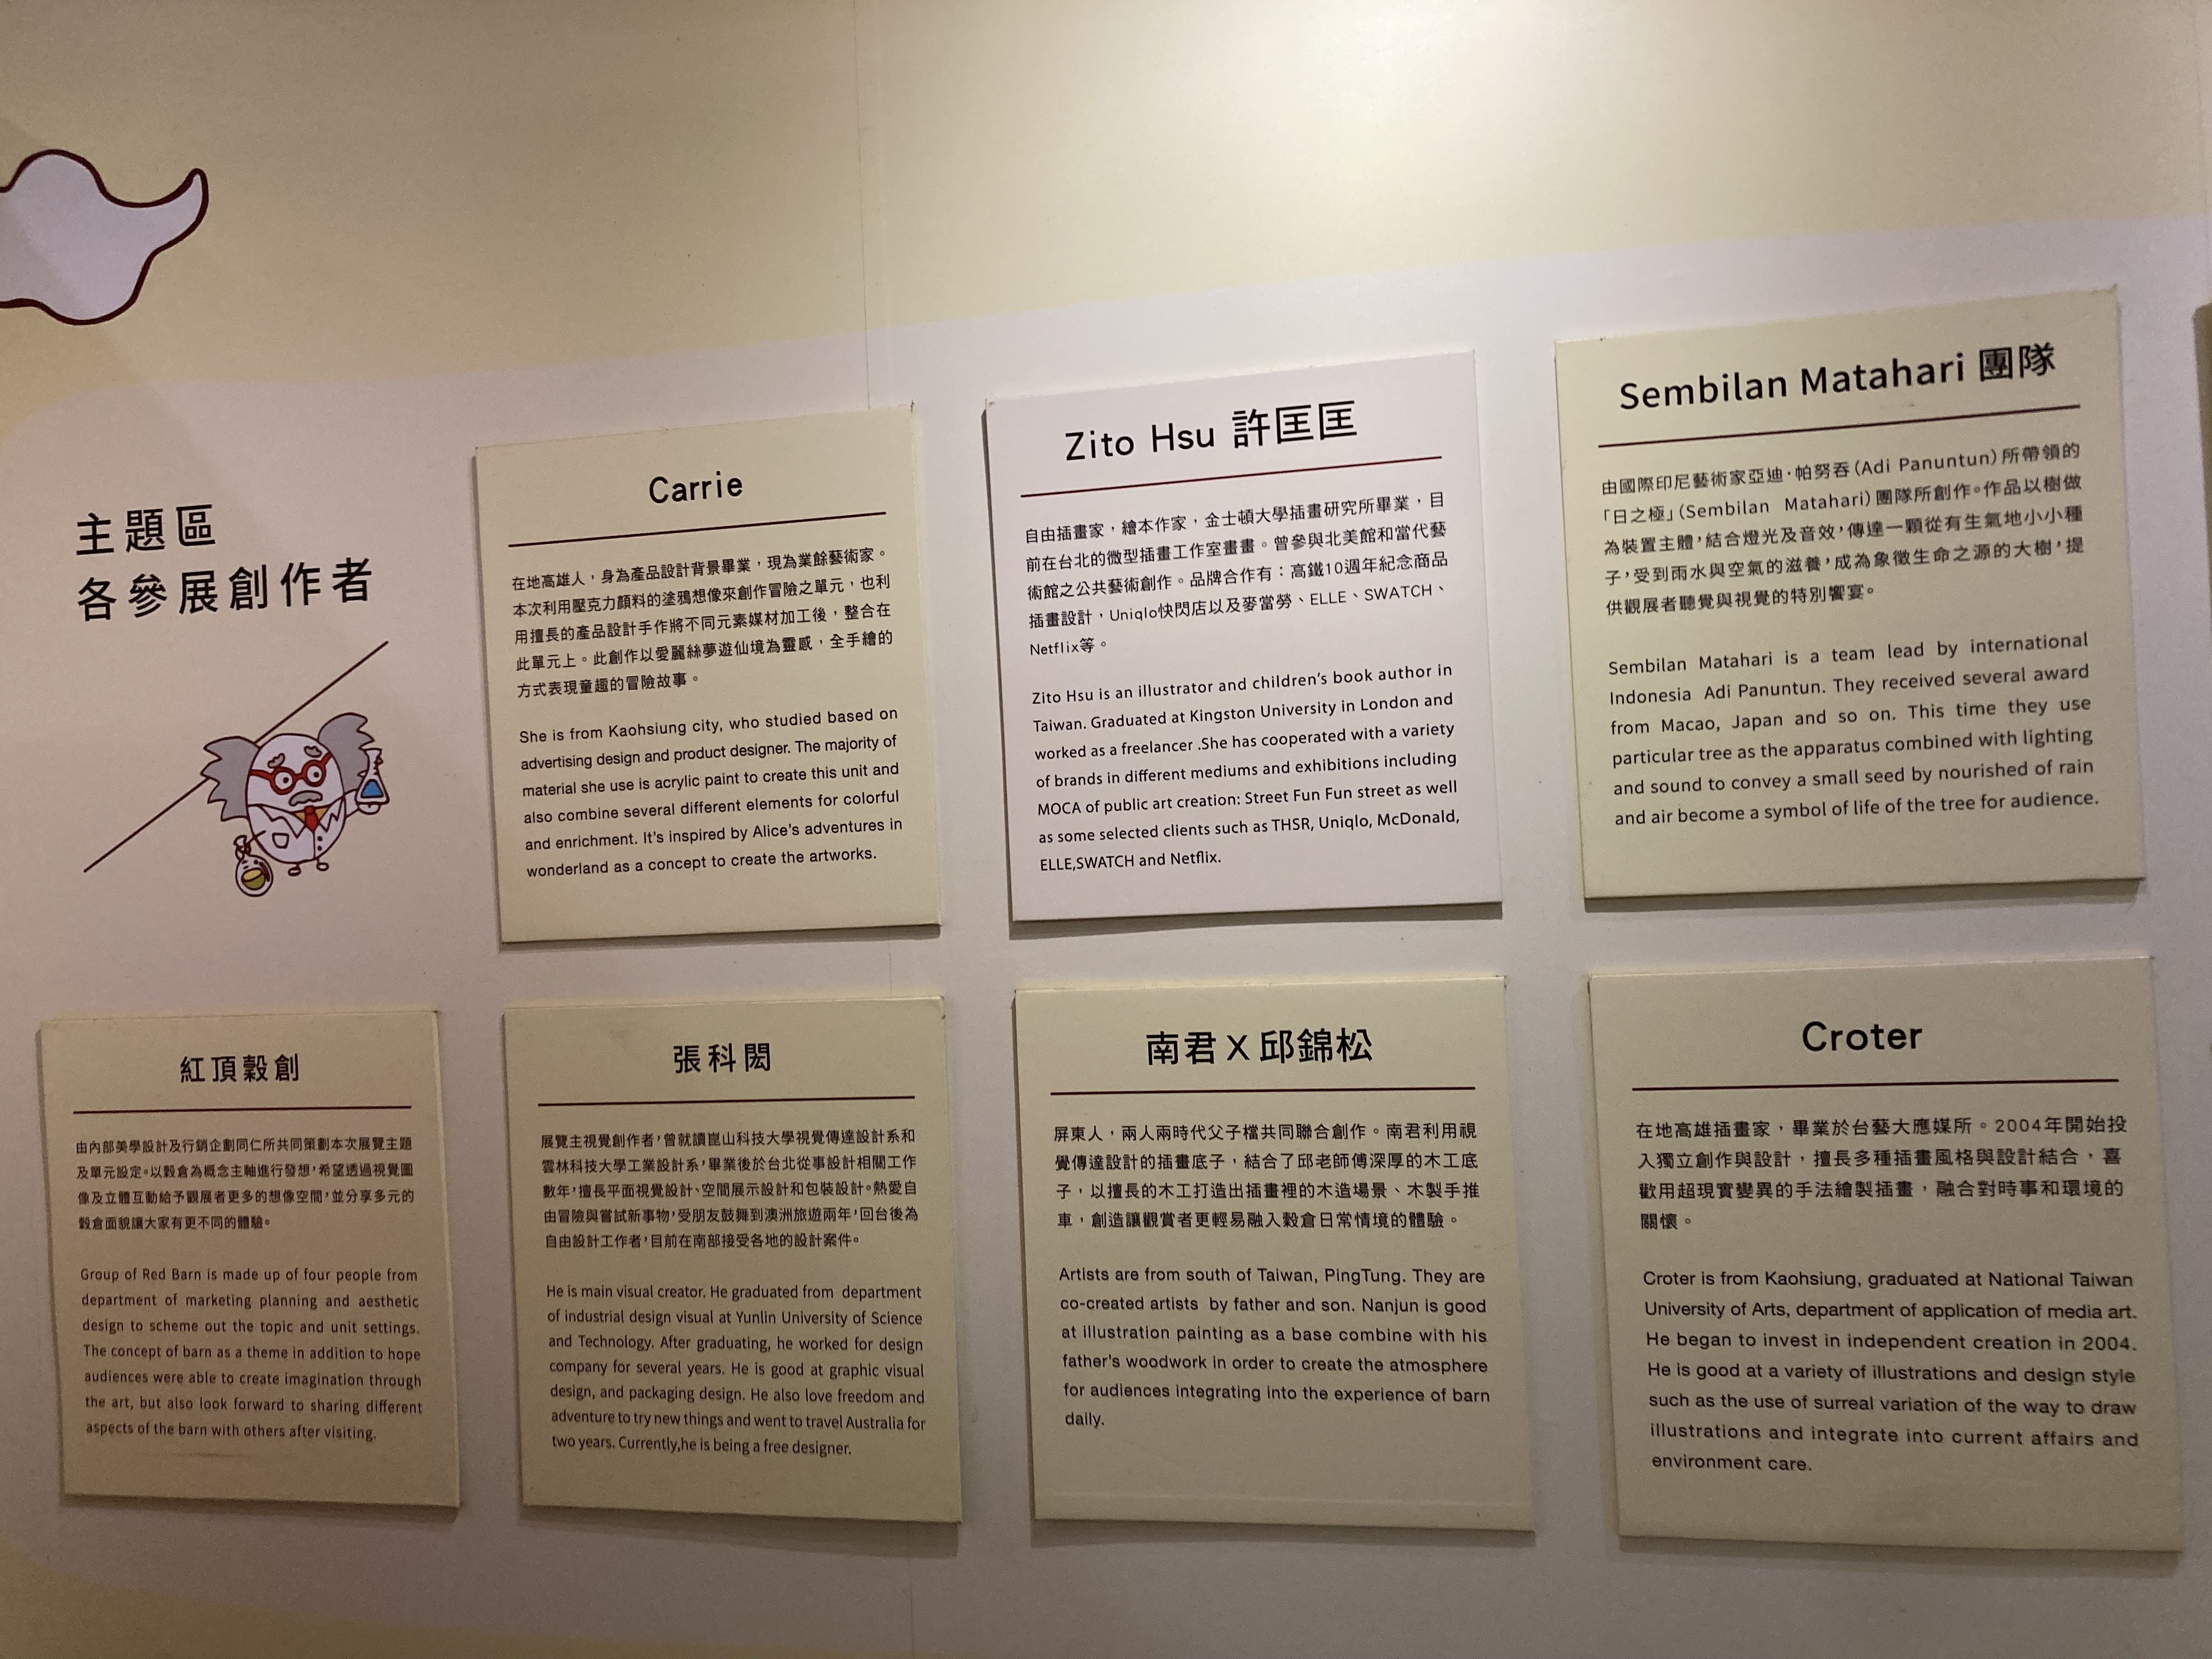 主題區
各參展創作者
Carrie
在地高雄人，身為產品設計背景畢業，現為業餘藝術家。
本次利用壓克力顏料的塗鴉想像來創作冒險之單元，也利
用擅長的產品設計手作將不同元素媒材加工後，整合在
此單元上。此創作以愛麗絲夢遊仙境為靈感，全手繪的
方式表現童趣的冒險故事。
She is from Kaohsiung city, who studied based on
advertising design and product designer. The majority of
material she use is acrylic paint to create this unit and
also combine several different elements for colorful
and enrichment. It's inspired by Alice's adventures in
wonderland as a concept to create the artworks.
Zito Hsu 許匡匡
自由插畫家，繪本作家，金士頓大學插畫研究所畢業，目
前在台北的微型插畫工作室畫畫。曾參與北美館和當代藝
術館之公共藝術創作。品牌合作有：高鐵10週年紀念商品
插畫設計，Uniqlo快閃店以及麥當勞、ELLE、SWATCH、
Netflix等。
Zito Hsu is an illustrator and children's book author in
Taiwan. Graduated at Kingston University in London and
worked as a freelancer .She has cooperated with a variety
of brands in different mediums and exhibitions including
MOCA of public art creation: Street Fun Fun street as well
as some selected clients such as THSR, Uniqlo, McDonald,
ELLE,SWATCH and Netflix.
Sembilan Matahari 團隊
由國際印尼藝術家亞迪·帕努吞（Adi Panuntun）所帶領的
「日之極」（Sembilan Matahari）團隊所創作。作品以樹做
為裝置主體，結合燈光及音效，傳達一顆從有生氣地小小種
子，受到雨水與空氣的滋養，成為象徵生命之源的大樹，提
供觀展者聽覺與視覺的特別饗宴。
Sembilan Matahari is a team lead by international
Indonesia Adi Panuntun. They received several award
from Macao, Japan and so on. This time they use
particular tree as the apparatus combined with lighting
and sound to convey a small seed by nourished of rain
and air become a symbol of life of the tree for audience.
紅頂穀創
由內部美學設計及行銷企劃同仁所共同策劃本次展覽主題
及單元設定。以穀倉為概念主軸進行發想，希望透過視覺圖
像及立體互動給予觀展者更多的想像空間，並分享多元的
穀倉面貌讓大家有更不同的體驗。
Group of Red Barn is made up of four people from
department of marketing planning and aesthetic
design to scheme out the topic and unit settings.
The concept of barn as a theme in addition to hope
audiences were able to create imagination through
the art, but also look forward to sharing different
aspects of the barn with others after visiting.
張科閎
展覽主視覺創作者，曾就讀崑山科技大學視覺傳達設計系和
雲林科技大學工業設計系，畢業後於台北從事設計相關工作
數年，擅長平面視覺設計、空間展示設計和包裝設計。熱愛自
由冒險與嘗試新事物，受朋友鼓舞到澳洲旅遊兩年，回台後為
自由設計工作者，目前在南部接受各地的設計案件。
He is main visual creator. He graduated from department
of industrial design visual at Yunlin University of Science
and Technology. After graduating, he worked for design
company for several years. He is good at graphic visual
design, and packaging design. He also love freedom and
adventure to try new things and went to travel Australia for
two years. Currently,he is being a free designer.
南君 X 邱錦松
屏東人，兩人兩時代父子檔共同聯合創作。南君利用視
覺傳達設計的插畫底子，結合了邱老師傅深厚的木工底
子，以擅長的木工打造出插畫裡的木造場景、木製手推
車，創造讓觀賞者更輕易融入穀倉日常情境的體驗。
Artists are from south of Taiwan, PingTung. They are
co-created artists by father and son. Nanjun is good
at illustration painting as a base combine with his
father's woodwork in order to create the atmosphere
for audiences integrating into the experience of barn
daily.
Croter
在地高雄插畫家，畢業於台藝大應媒所。2004年開始投
入獨立創作與設計，擅長多種插畫風格與設計結合，喜
歡用超現實變異的手法繪製插畫，融合對時事和環境的
關懷。
Croter is from Kaohsiung, graduated at National Taiwan
University of Arts, department of application of media art.
He began to invest in independent creation in 2004.
He is good at a variety of illustrations and design style
such as the use of surreal variation of the way to draw
illustrations and integrate into current affairs and
environment care.